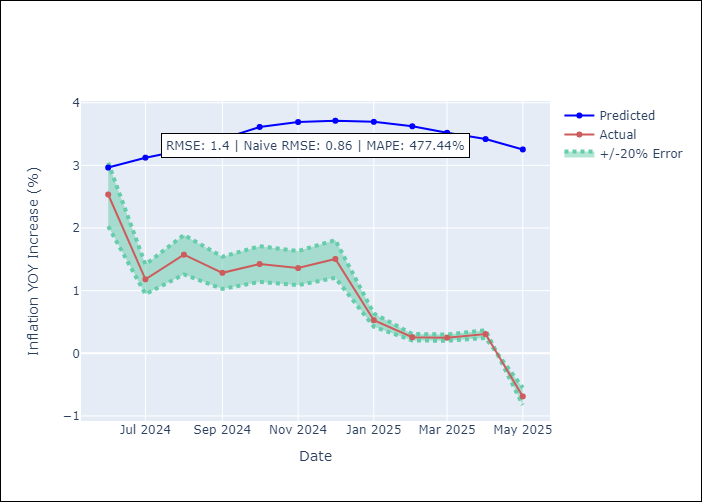 4
3
2
1
0
−1
Inflation YOY Increase (%)
RMSE: 1.4 | Naive RMSE: 0.86 | MAPE: 477.44%
Jul 2024
Sep 2024
Nov 2024
Jan 2025
Mar 2025
May 2025
Date
Predicted
Actual
+/-20% Error